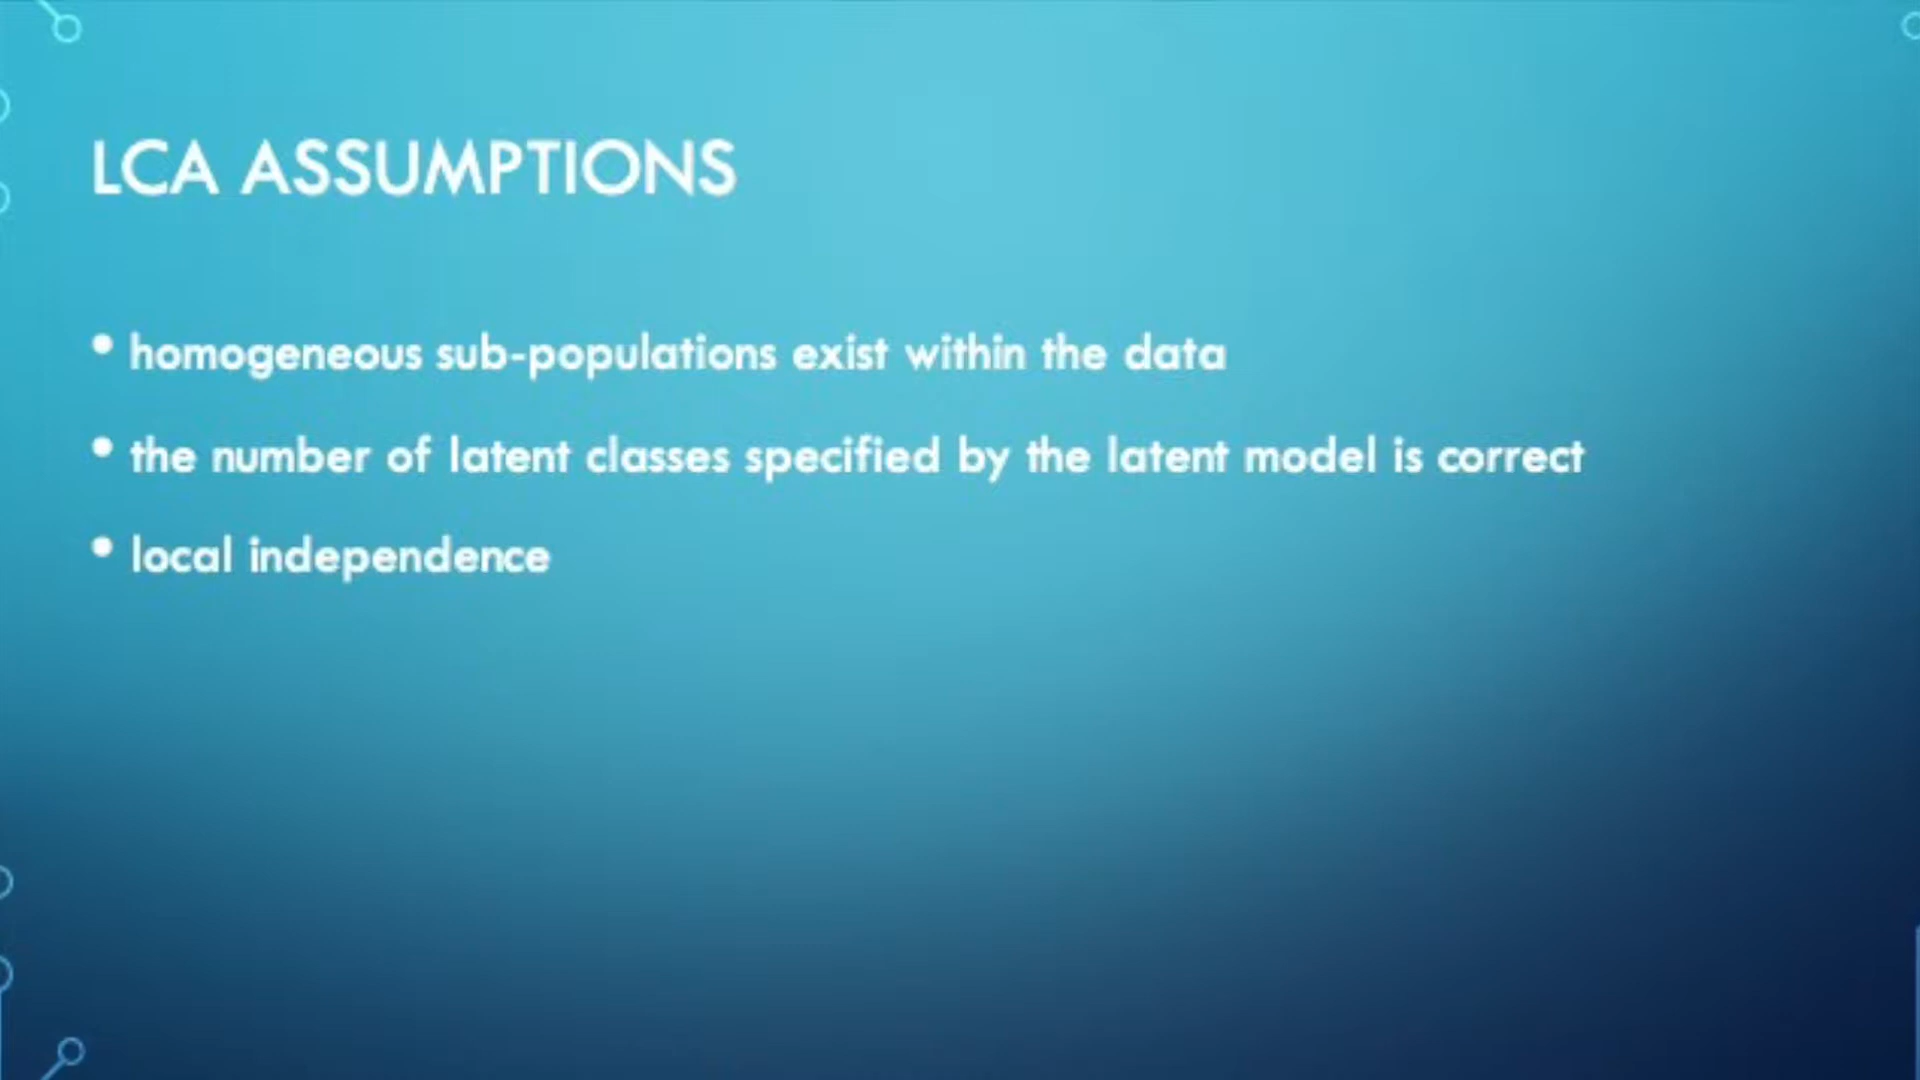 LCA ASSUMPTIONS
• homogeneous sub-populations exist within the data
• the number of latent classes specified by the latent model is correct
• local independence